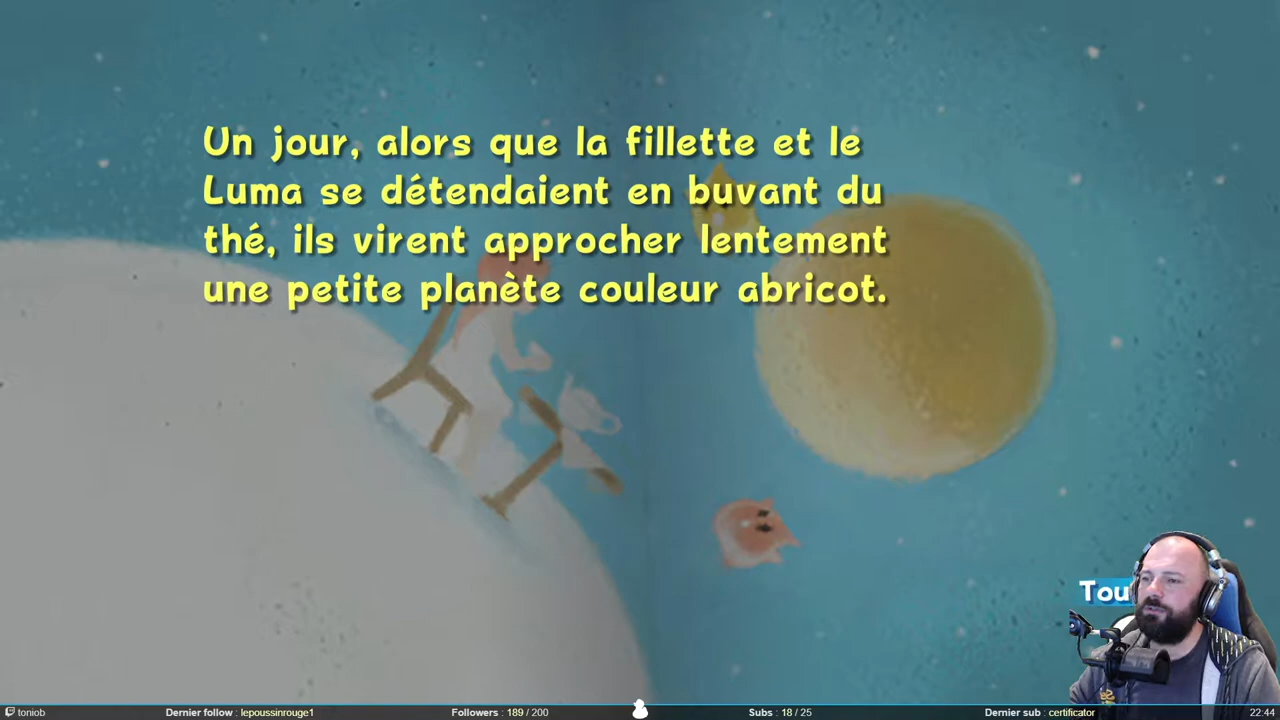 Un jour, alors que la fillette et le
Luma se détendaient en buvant du
thé, ils virent approcher lentement
une petite planète couleur abricot.
Tou
toniob
Dernier follow : lepoussinrouge1
Followers : 189 / 200
Subs : 18 / 25
Dernier sub : certificator
22:44